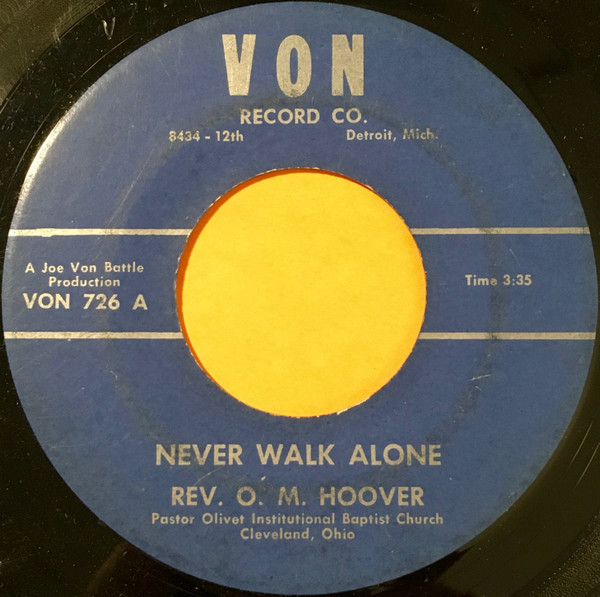 VON
RECORD CO.
8434 - 12th Detroit, Mich.
A Joe Von Battle
Production
VON 726 A
Time 3:35
NEVER WALK ALONE
REV. O. M. HOOVER
Pastor Olivet Institutional Baptist Church
Cleveland, Ohio